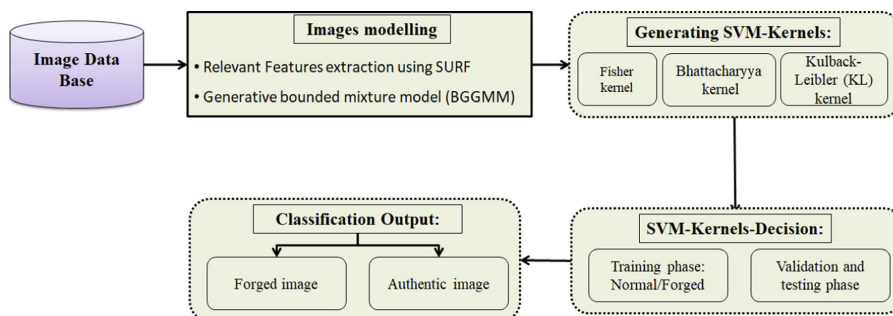 Image Data
Base
Images modelling
• Relevant Features extraction using SURF
• Generative bounded mixture model (BGGMM)
Generating SVM-Kernels:
Fisher
kernel
Bhattacharyya
kernel
Kulback-
Leibler (KL)
kernel
SVM-Kernels-Decision:
Training phase:
Normal/Forged
Validation and
testing phase
Classification Output:
Forged image
Authentic image